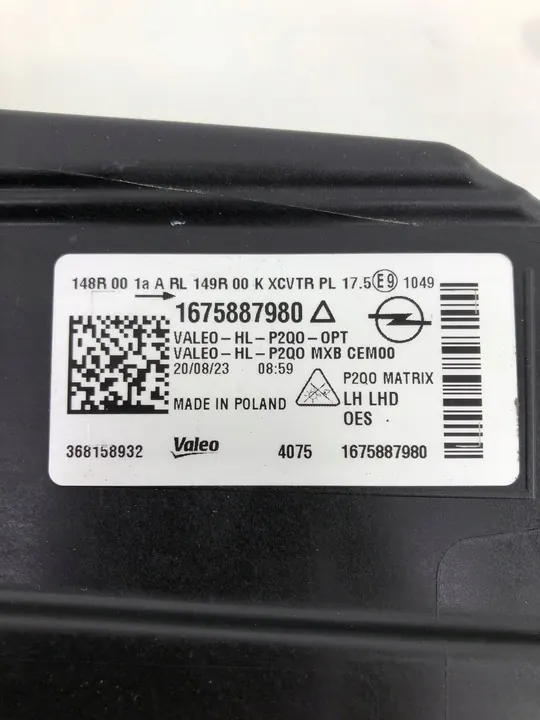 148R 00 1a A RL 149R 00 K XCVTR PL 17.5 E9 1049
1675887980
VALEO-HL-P2QO-OPT
VALEO-HL-P2QO MXB CEM00
20/08/23 08:59
P2QO MATRIX
MADE IN POLAND
LH LHD
OES
368158932 Valeo 4075 1675887980